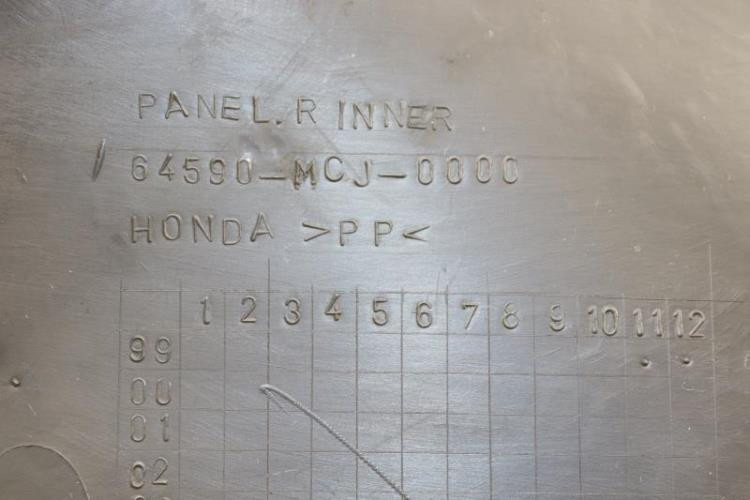 PANEL.R INNER
64590-MCJ-0000
HONDA >PP<
1 2 3 4 5 6 7 8 9 10 11 12
99
00
01
02